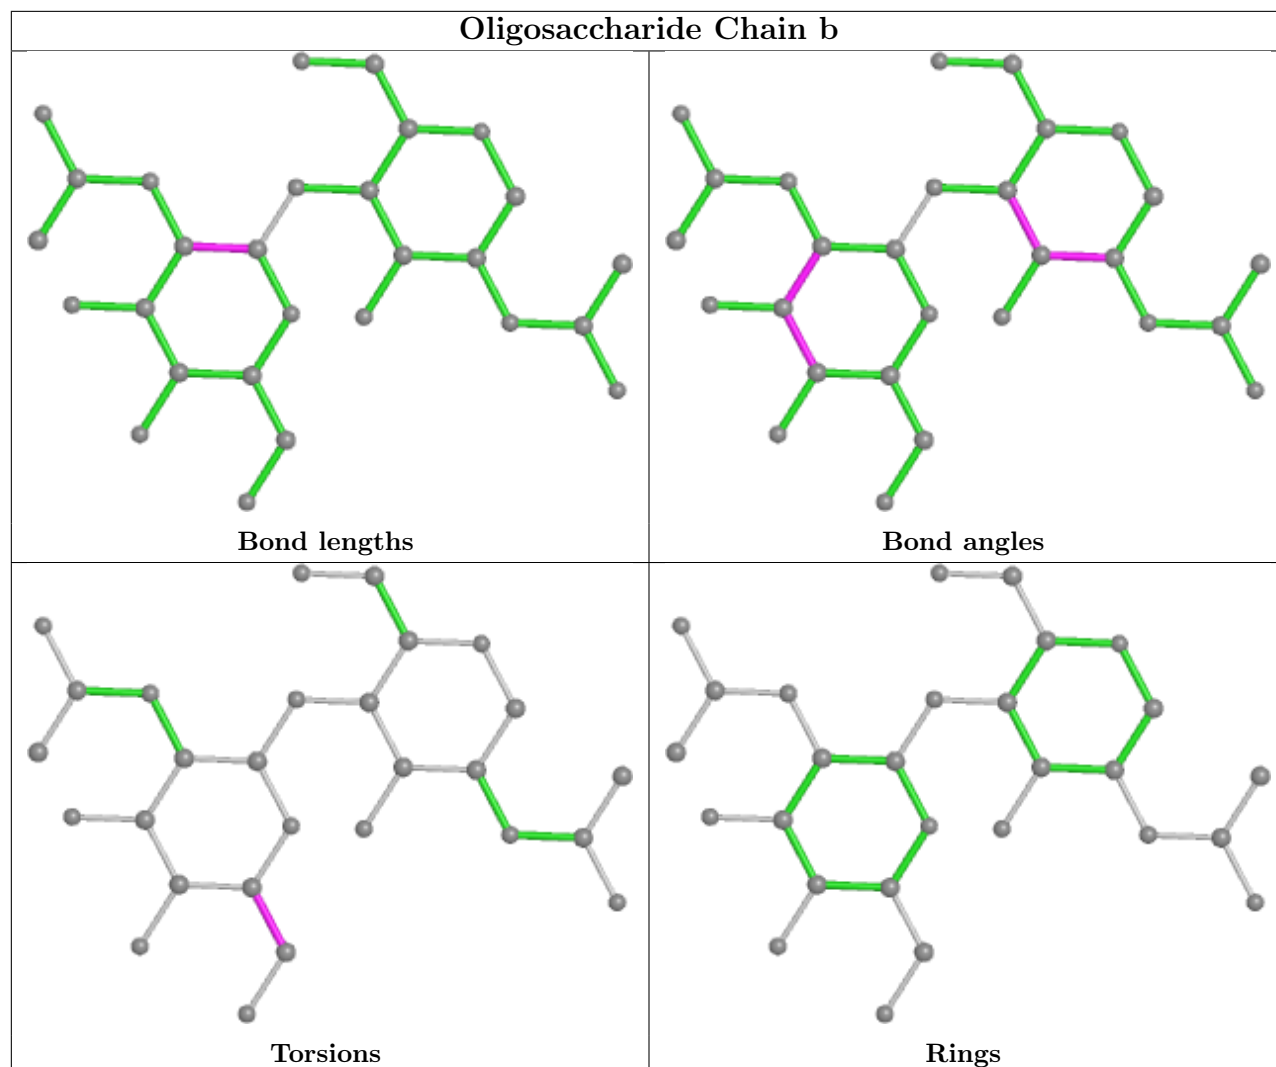 Oligosaccharide Chain b
Bond lengths
Bond angles
Torsions
Rings